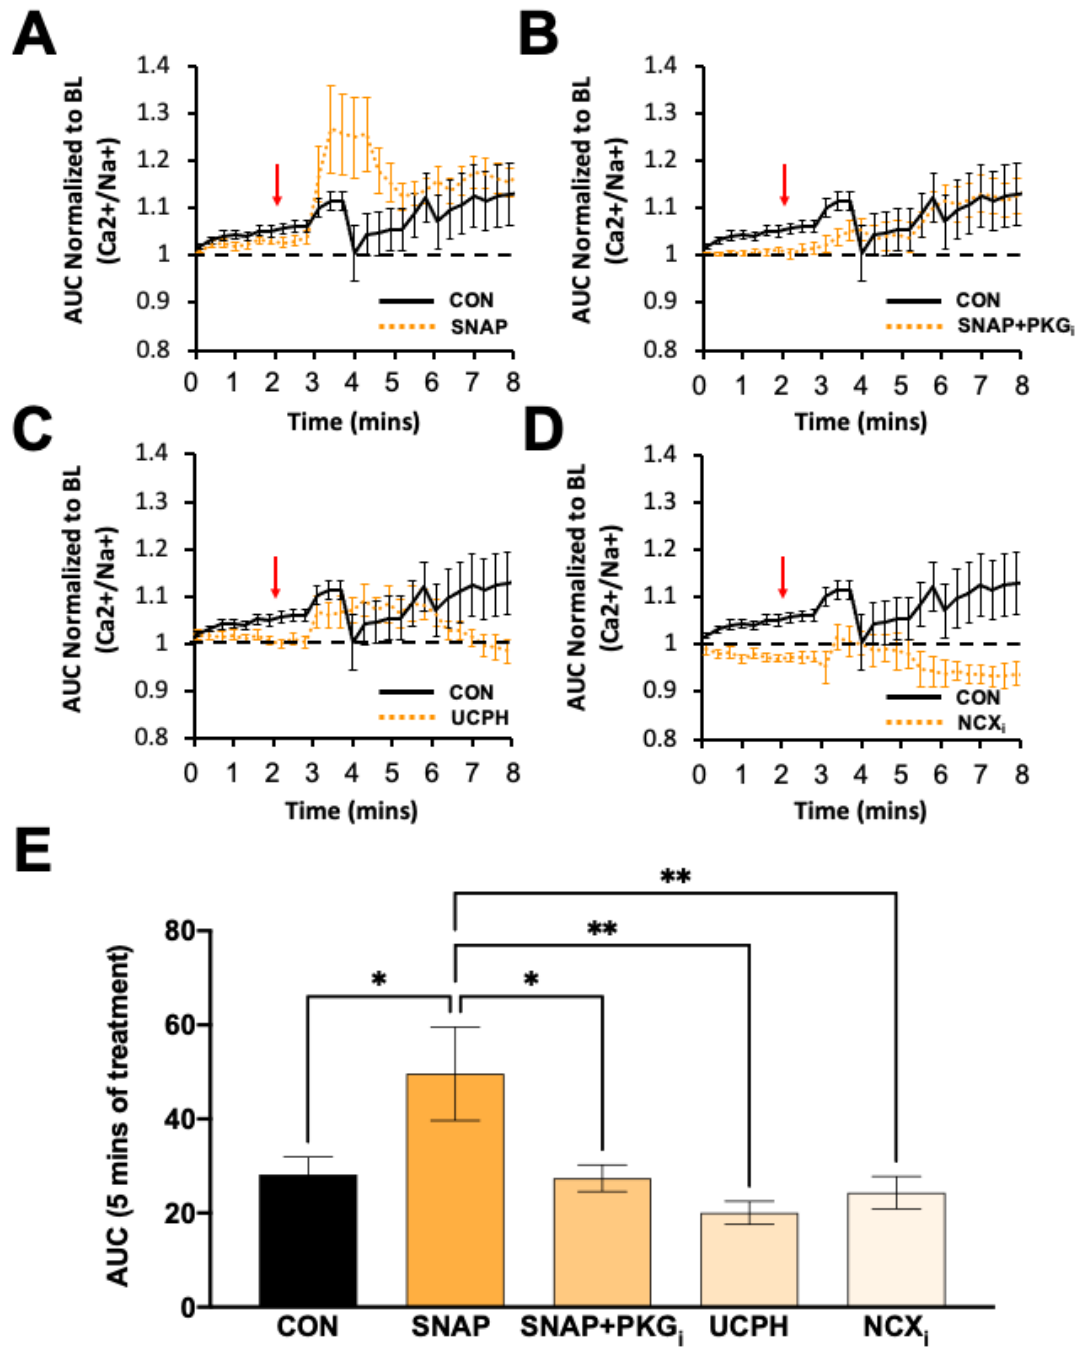 A
AUC Normalized to BL
(Ca2+/Na+)
1.4
1.3
1.2
1.1
1
0.9
0.8
CON
SNAP
0 1 2 3 4 5 6 7 8
Time (mins)
B
AUC Normalized to BL
(Ca2+/Na+)
1.4
1.3
1.2
1.1
1
0.9
0.8
CON
SNAP+PKGi
0 1 2 3 4 5 6 7 8
Time (mins)
C
AUC Normalized to BL
(Ca2+/Na+)
1.4
1.3
1.2
1.1
1
0.9
0.8
CON
UCPH
0 1 2 3 4 5 6 7 8
Time (mins)
D
AUC Normalized to BL
(Ca2+/Na+)
1.4
1.3
1.2
1.1
1
0.9
0.8
CON
NCXi
0 1 2 3 4 5 6 7 8
Time (mins)
E
AUC (5 mins of treatment)
80
60
40
20
0
**
**
* *
CON SNAP SNAP+PKGi UCPH NCXi